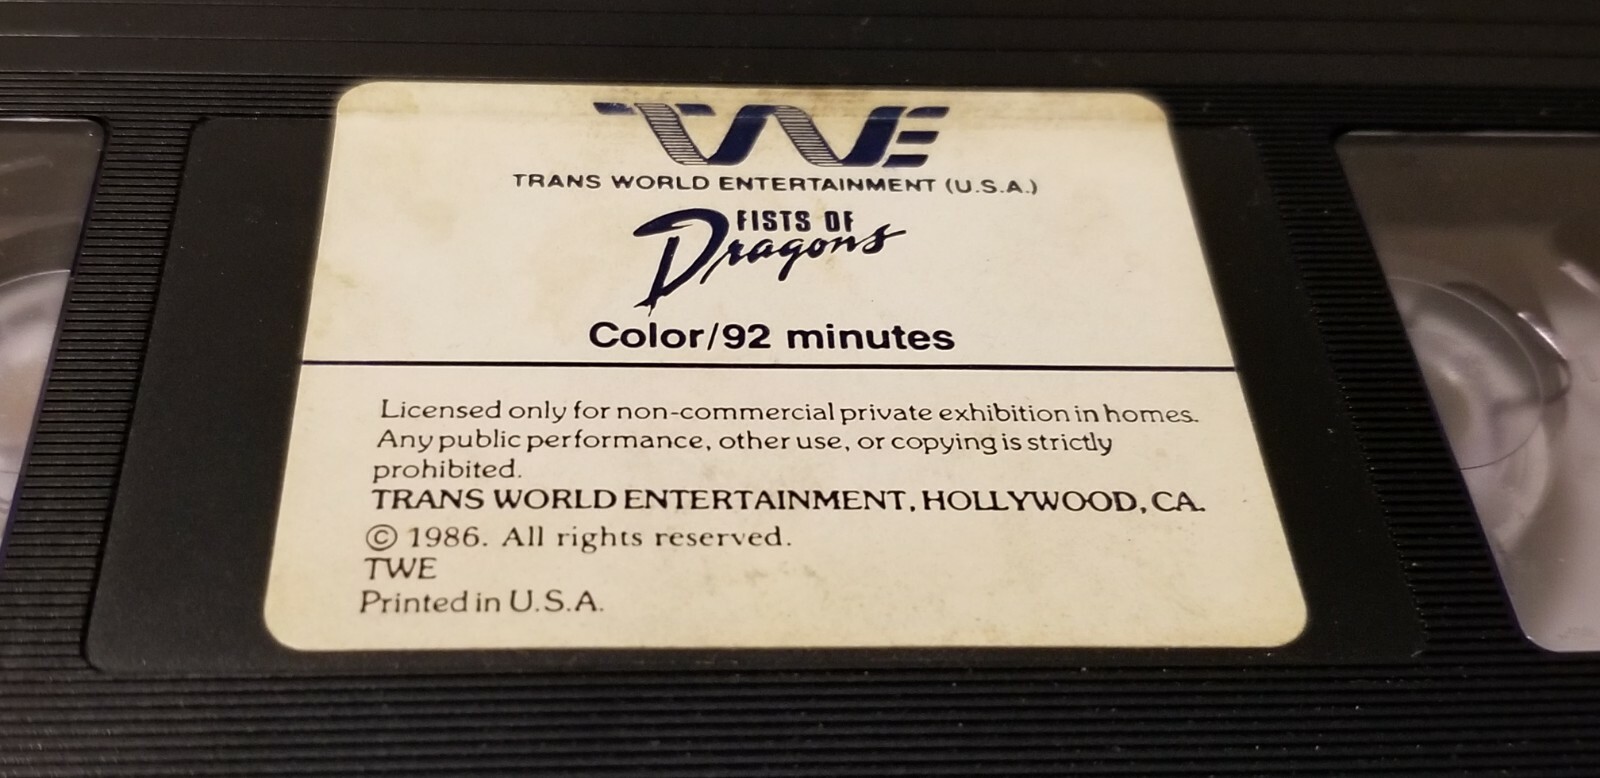 TWE
TRANS WORLD ENTERTAINMENT (U.S.A.)
FISTS OF
Dragons
Color/92 minutes
Licensed only for non-commercial private exhibition in homes.
Any public performance, other use, or copying is strictly
prohibited.
TRANS WORLD ENTERTAINMENT, HOLLYWOOD, CA.
© 1986. All rights reserved.
TWE
Printed in U.S.A.